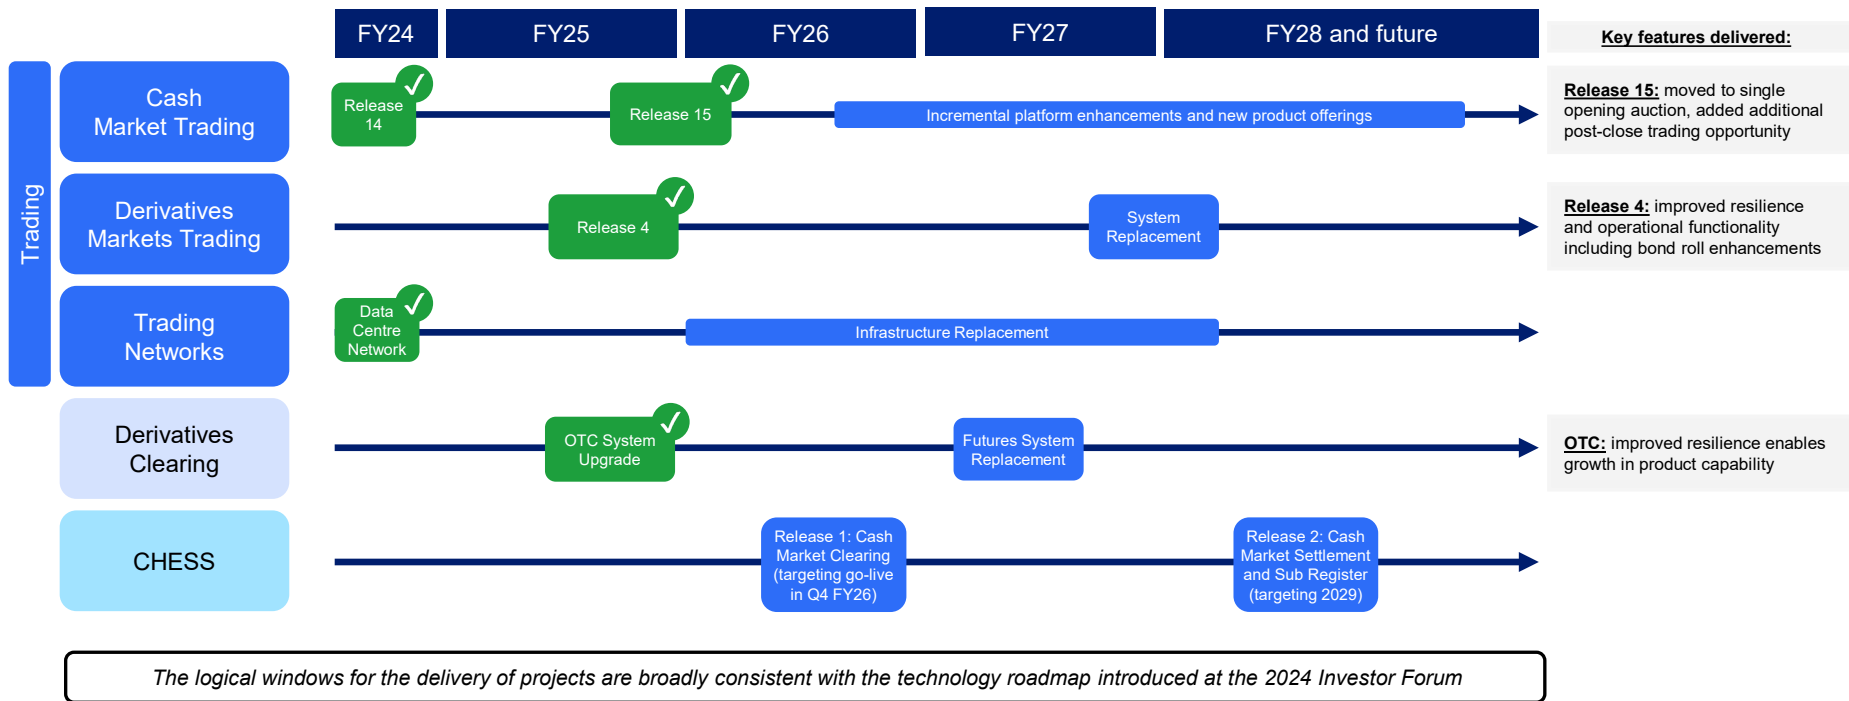 FY24
FY25
FY26
FY27
FY28 and future
Key features delivered:
Trading
Cash
Market Trading
Release
14
Release 15
Incremental platform enhancements and new product offerings
Release 15: moved to single
opening auction, added additional
post-close trading opportunity
Derivatives
Markets Trading
Release 4
System
Replacement
Release 4: improved resilience
and operational functionality
including bond roll enhancements
Trading
Networks
Data
Centre
Network
Infrastructure Replacement
Derivatives
Clearing
OTC System
Upgrade
Futures System
Replacement
OTC: improved resilience enables
growth in product capability
CHESS
Release 1: Cash
Market Clearing
(targeting go-live
in Q4 FY26)
Release 2: Cash
Market Settlement
and Sub Register
(targeting 2029)
The logical windows for the delivery of projects are broadly consistent with the technology roadmap introduced at the 2024 Investor Forum